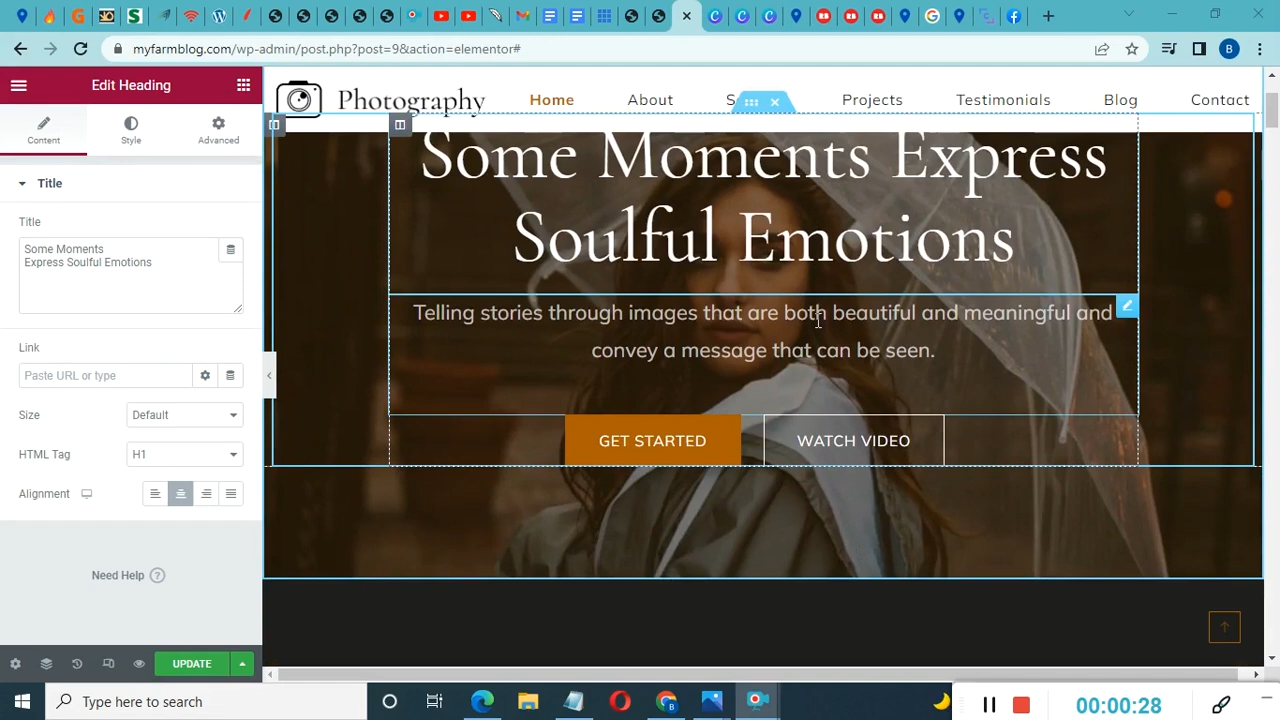 myfarmblog.com/wp-admin/post.php?post=9&action=elementor#
B
Edit Heading
Content
Style
Advanced
Title
Title
Some Moments
Express Soulful Emotions
Link
Paste URL or type
Size
Default
HTML Tag
H1
Alignment
Need Help
?
UPDATE
Photography
Home
About
Projects
Testimonials
Blog
Contact
Some Moments Express
Soulful Emotions
Telling stories through images that are both beautiful and meaningful and
convey a message that can be seen.
GET STARTED
WATCH VIDEO
Type here to search
00:00:28